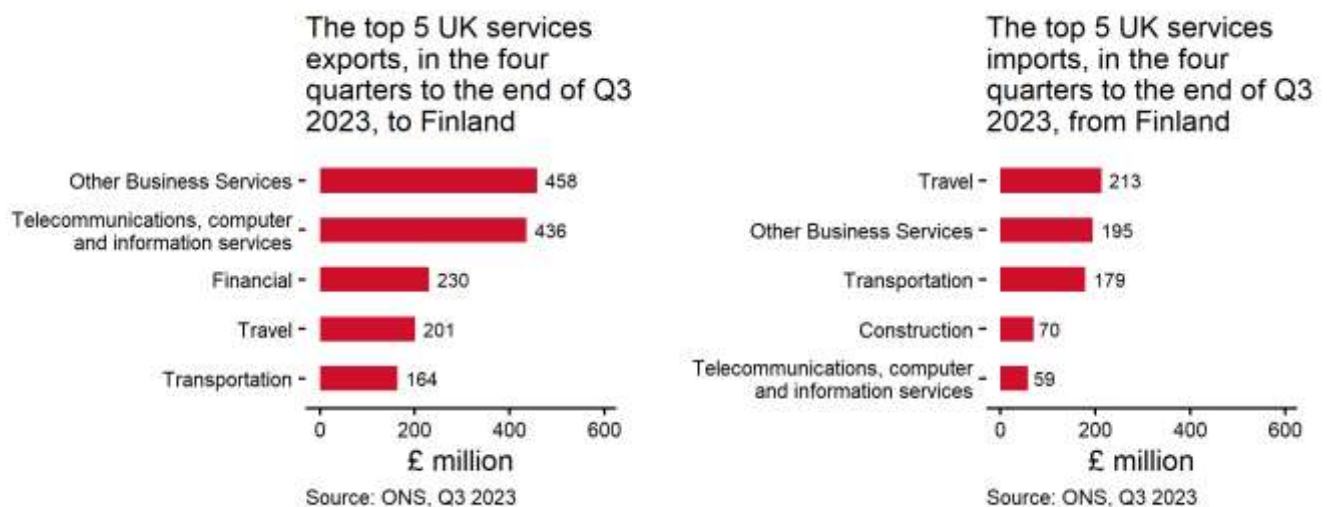 The top 5 UK services
exports, in the four
quarters to the end of Q3
2023, to Finland
Other Business Services
458
Telecommunications, computer
and information services
436
Financial
230
Travel
201
Transportation
164
0 200 400 600
£ million
Source: ONS, Q3 2023
The top 5 UK services
imports, in the four
quarters to the end of Q3
2023, from Finland
Travel
213
Other Business Services
195
Transportation
179
Construction
70
Telecommunications, computer
and information services
59
0 200 400 600
£ million
Source: ONS, Q3 2023